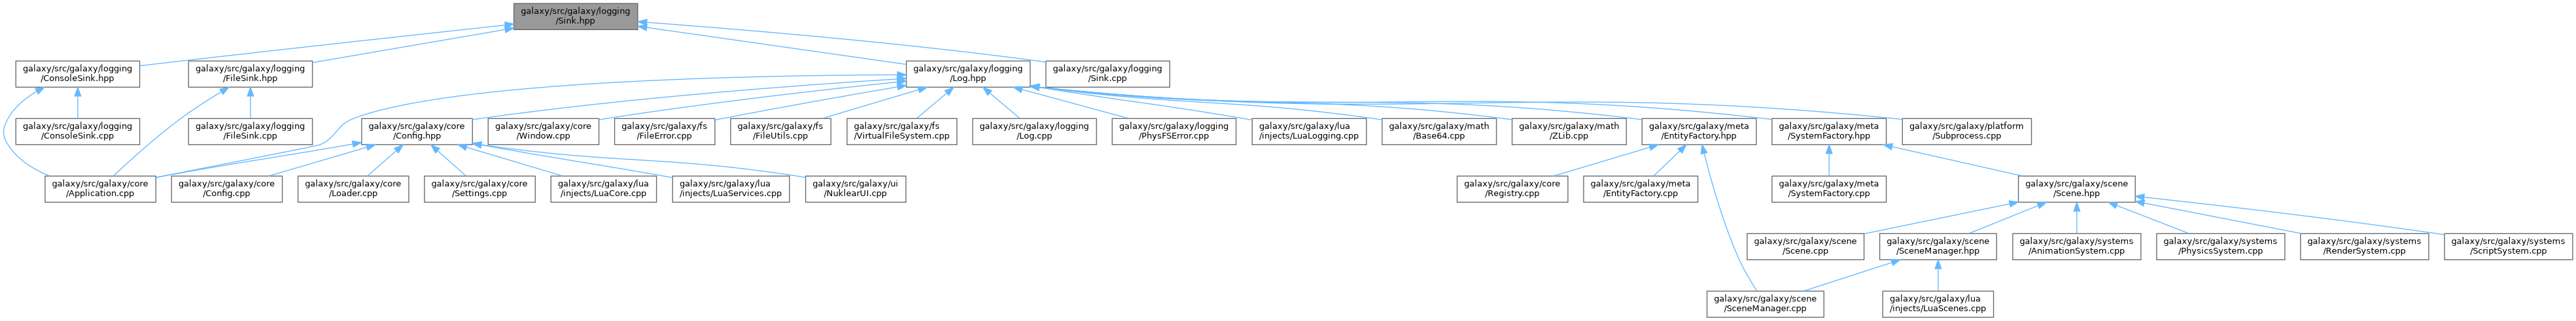 galaxy/src/galaxy/logging
/Sink.hpp
galaxy/src/galaxy/logging
/ConsoleSink.hpp
galaxy/src/galaxy/logging
/FileSink.hpp
galaxy/src/galaxy/logging
/Log.hpp
galaxy/src/galaxy/logging
/Sink.cpp
galaxy/src/galaxy/logging
/ConsoleSink.cpp
galaxy/src/galaxy/logging
/FileSink.cpp
galaxy/src/galaxy/core
/Config.hpp
galaxy/src/galaxy/core
/Window.cpp
galaxy/src/galaxy/fs
/FileError.cpp
galaxy/src/galaxy/fs
/FileUtils.cpp
galaxy/src/galaxy/fs
/VirtualFileSystem.cpp
galaxy/src/galaxy/logging
/Log.cpp
galaxy/src/galaxy/logging
/PhysFSError.cpp
galaxy/src/galaxy/lua
/injects/LuaLogging.cpp
galaxy/src/galaxy/math
/Base64.cpp
galaxy/src/galaxy/math
/ZLib.cpp
galaxy/src/galaxy/meta
/EntityFactory.hpp
galaxy/src/galaxy/meta
/SystemFactory.hpp
galaxy/src/galaxy/platform
/Subprocess.cpp
galaxy/src/galaxy/core
/Application.cpp
galaxy/src/galaxy/core
/Config.cpp
galaxy/src/galaxy/core
/Loader.cpp
galaxy/src/galaxy/core
/Settings.cpp
galaxy/src/galaxy/lua
/injects/LuaCore.cpp
galaxy/src/galaxy/lua
/injects/LuaServices.cpp
galaxy/src/galaxy/ui
/NuklearUI.cpp
galaxy/src/galaxy/core
/Registry.cpp
galaxy/src/galaxy/meta
/EntityFactory.cpp
galaxy/src/galaxy/meta
/SystemFactory.cpp
galaxy/src/galaxy/scene
/Scene.hpp
galaxy/src/galaxy/scene
/Scene.cpp
galaxy/src/galaxy/scene
/SceneManager.hpp
galaxy/src/galaxy/systems
/AnimationSystem.cpp
galaxy/src/galaxy/systems
/PhysicsSystem.cpp
galaxy/src/galaxy/systems
/RenderSystem.cpp
galaxy/src/galaxy/systems
/ScriptSystem.cpp
galaxy/src/galaxy/scene
/SceneManager.cpp
galaxy/src/galaxy/lua
/injects/LuaScenes.cpp